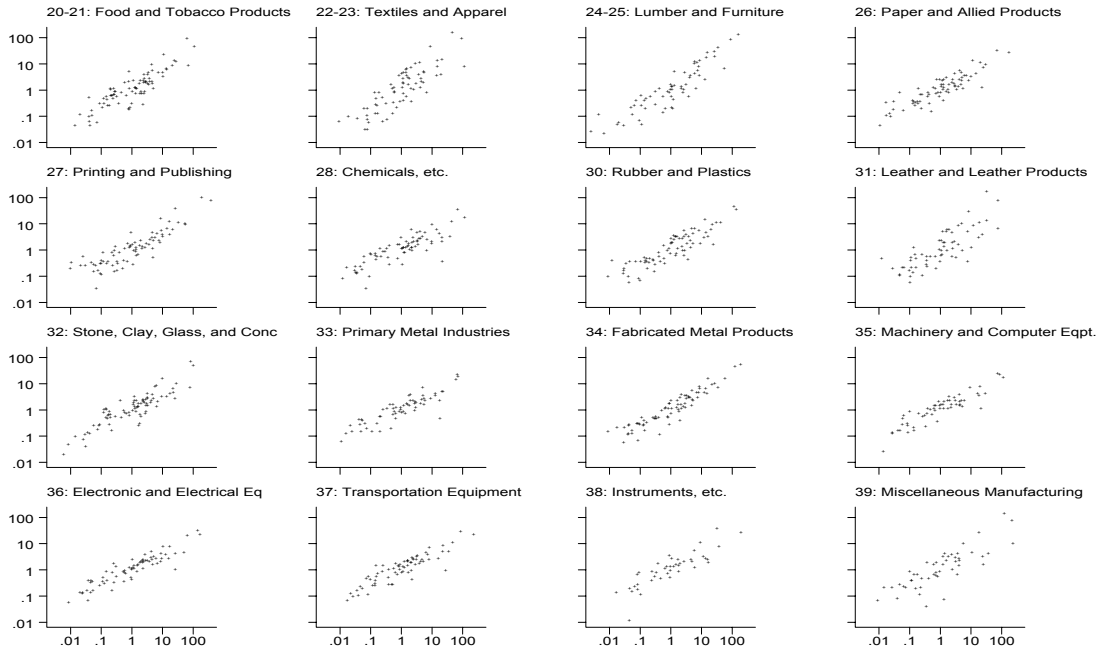 20-21: Food and Tobacco Products
22-23: Textiles and Apparel
24-25: Lumber and Furniture
26: Paper and Allied Products
100
10
1
.1
.01
27: Printing and Publishing
28: Chemicals, etc.
30: Rubber and Plastics
31: Leather and Leather Products
100
10
1
.1
.01
32: Stone, Clay, Glass, and Conc
33: Primary Metal Industries
34: Fabricated Metal Products
35: Machinery and Computer Eqpt.
100
10
1
.1
.01
36: Electronic and Electrical Eq
37: Transportation Equipment
38: Instruments, etc.
39: Miscellaneous Manufacturing
100
10
1
.1
.01
.01 .1 1 10 100
.01 .1 1 10 100
.01 .1 1 10 100
.01 .1 1 10 100